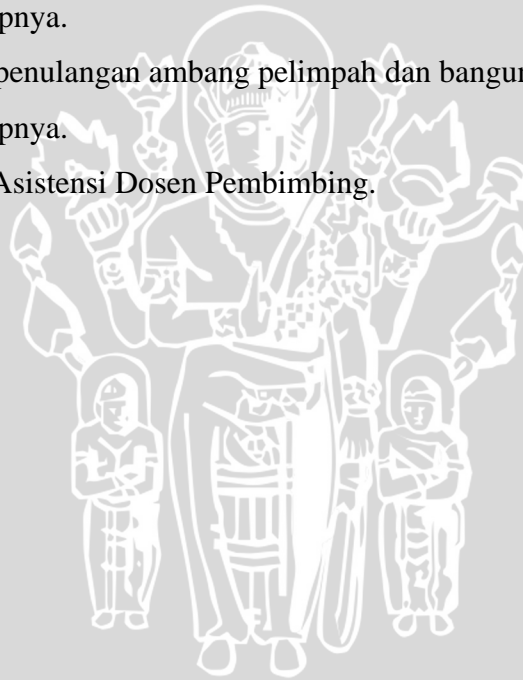 pnya.
penulangan ambang pelimpah dan bangun
pnya.
Asistensi Dosen Pembimbing.